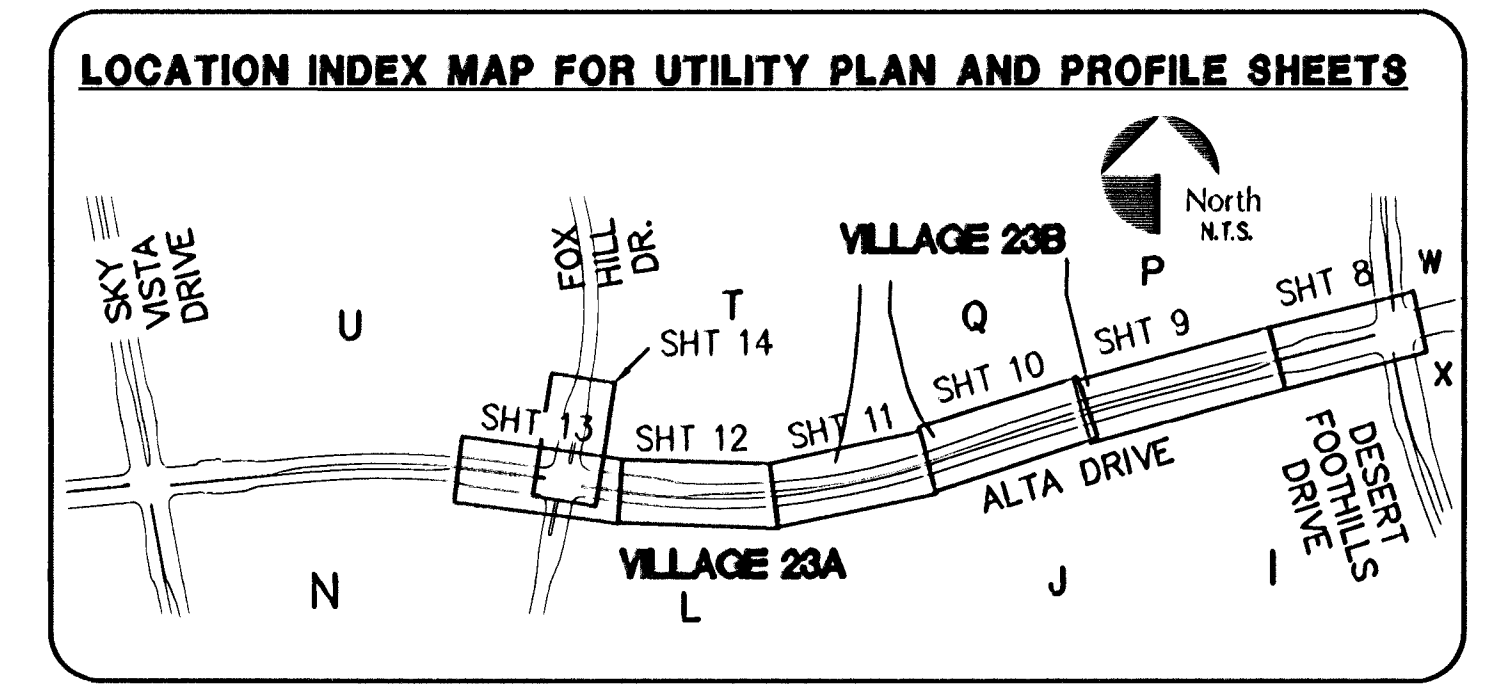 LOCATION INDEX MAP FOR UTILITY PLAN AND PROFILE SHEETS
North
N.T.S.
SKY
VISTA
DRIVE
FOX
HILL
DR.
VILLAGE 23B
P
W
U
T
Q
SHT 8
SHT 9
SHT 14
SHT 10
X
SHT 13
SHT 12
SHT 11
ALTA DRIVE
DESERT
FOOTHILLS
DRIVE
VILLAGE 23A
N
L
J
I